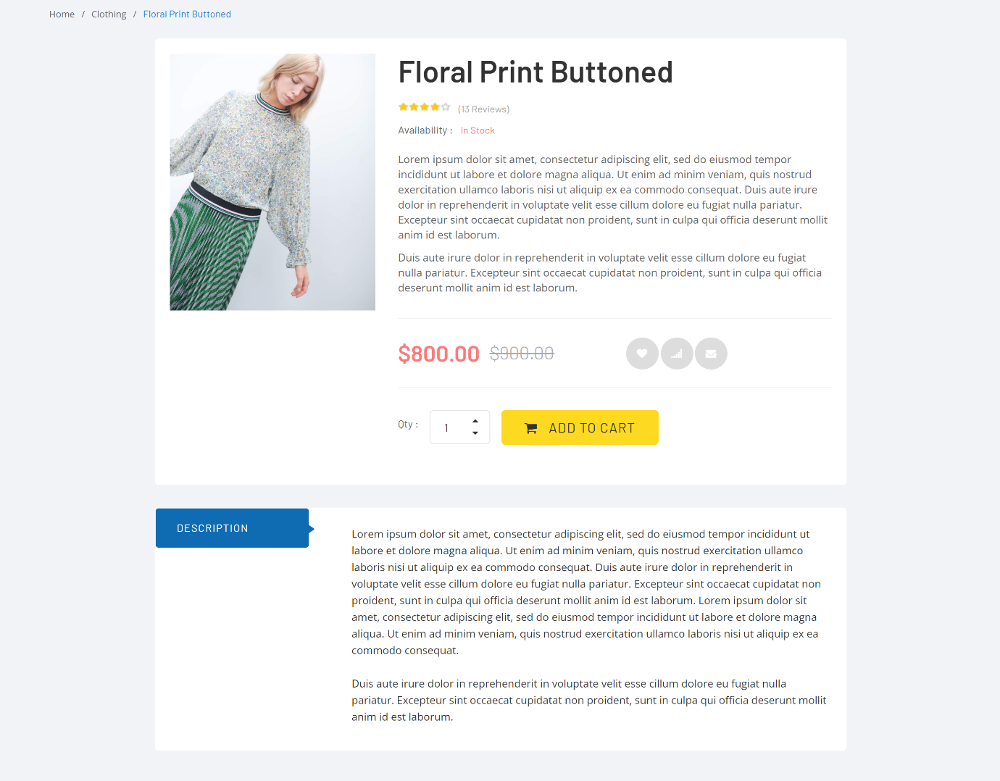 Home / Clothing / Floral Print Buttoned
Floral Print Buttoned
(13 Reviews)
Availability : In Stock
Lorem ipsum dolor sit amet, consectetur adipiscing elit, sed do eiusmod tempor
incididunt ut labore et dolore magna aliqua. Ut enim ad minim veniam, quis nostrud
exercitation ullamco laboris nisi ut aliquip ex ea commodo consequat. Duis aute irure
dolor in reprehenderit in voluptate velit esse cillum dolore eu fugiat nulla pariatur.
Excepteur sint occaecat cupidatat non proident, sunt in culpa qui officia deserunt mollit
anim id est laborum.
Duis aute irure dolor in reprehenderit in voluptate velit esse cillum dolore eu fugiat
nulla pariatur. Excepteur sint occaecat cupidatat non proident, sunt in culpa qui officia
deserunt mollit anim id est laborum.
$800.00 $900.00
Qty : 1 ADD TO CART
DESCRIPTION
Lorem ipsum dolor sit amet, consectetur adipiscing elit, sed do eiusmod tempor incididunt ut
labore et dolore magna aliqua. Ut enim ad minim veniam, quis nostrud exercitation ullamco
laboris nisi ut aliquip ex ea commodo consequat. Duis aute irure dolor in reprehenderit in
voluptate velit esse cillum dolore eu fugiat nulla pariatur. Excepteur sint occaecat cupidatat non
proident, sunt in culpa qui officia deserunt mollit anim id est laborum. Lorem ipsum dolor sit
amet, consectetur adipiscing elit, sed do eiusmod tempor incididunt ut labore et dolore magna
aliqua. Ut enim ad minim veniam, quis nostrud exercitation ullamco laboris nisi ut aliquip ex ea
commodo consequat.
Duis aute irure dolor in reprehenderit in voluptate velit esse cillum dolore eu fugiat nulla
pariatur. Excepteur sint occaecat cupidatat non proident, sunt in culpa qui officia deserunt mollit
anim id est laborum.